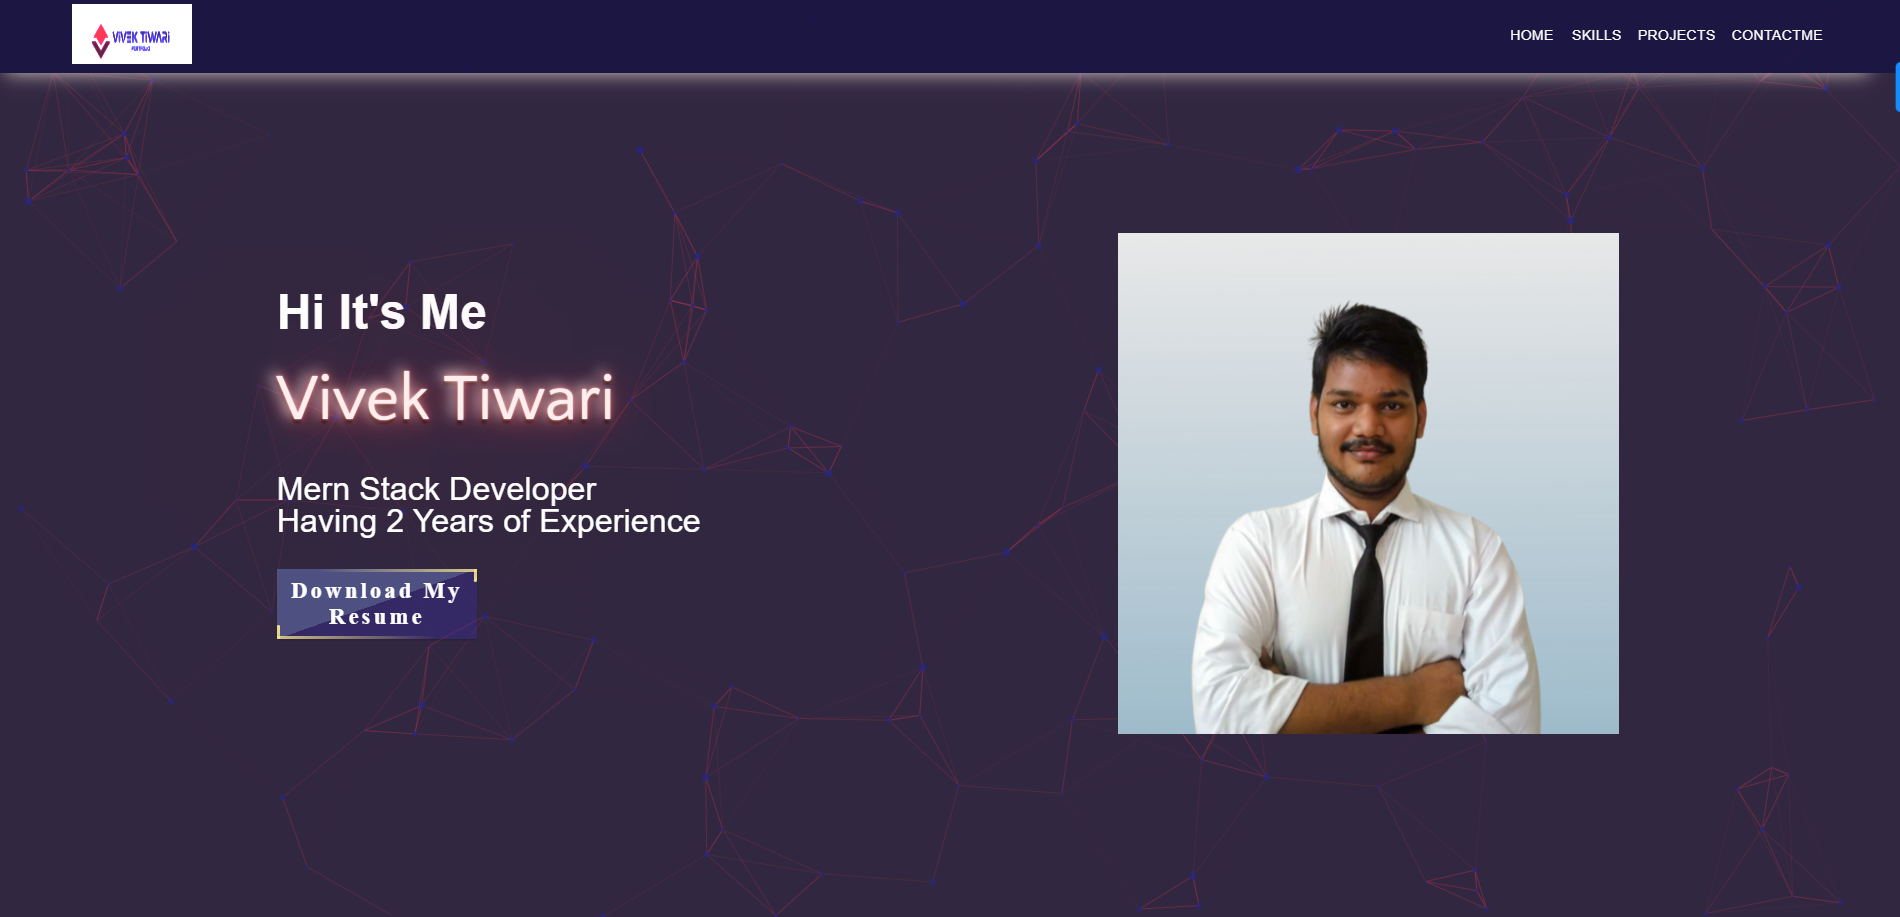 VIVEK TIWARI
PORTFOLIO
HOME SKILLS PROJECTS CONTACTME
Hi It's Me
Vivek Tiwari
Mern Stack Developer
Having 2 Years of Experience
Download My
Resume